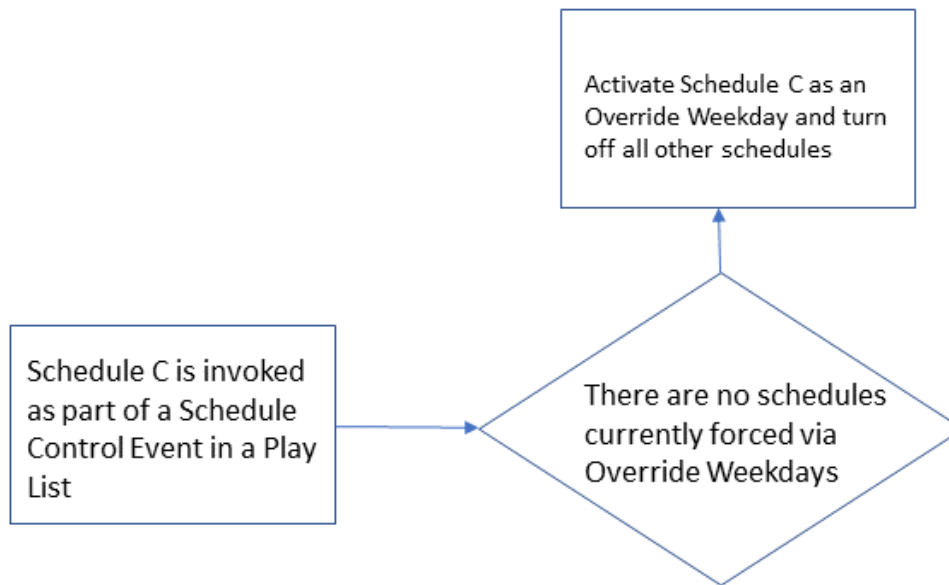 Activate Schedule C as an
Override Weekday and turn
off all other schedules
Schedule C is invoked
as part of a Schedule
Control Event in a Play
List
There are no schedules
currently forced via
Override Weekdays